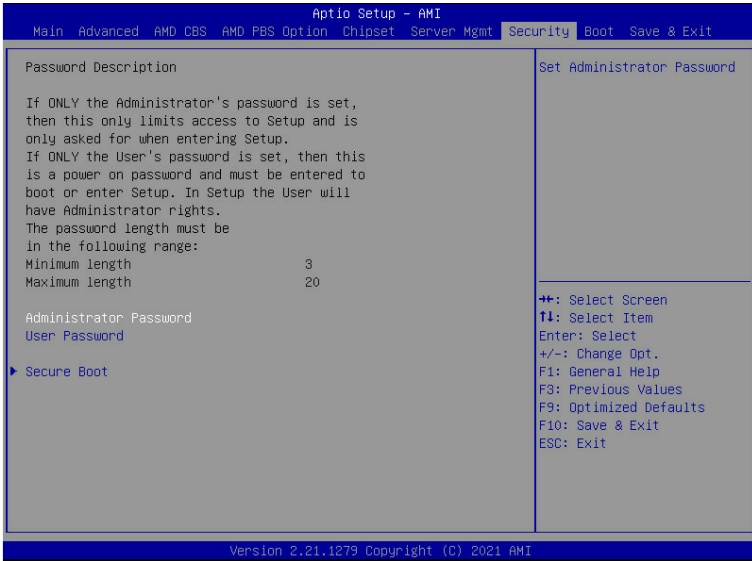 Aptio Setup – AMI
Main Advanced AMD CBS AMD PBS Option Chipset Server Mgmt Security Boot Save & Exit
Password Description
If ONLY the Administrator's password is set,
then this only limits access to Setup and is
only asked for when entering Setup.
If ONLY the User's password is set, then this
is a power on password and must be entered to
boot or enter Setup. In Setup the User will
have Administrator rights.
The password length must be
in the following range:
Minimum length 3
Maximum length 20
Administrator Password
User Password
Secure Boot
Set Administrator Password
→←: Select Screen
↑↓: Select Item
Enter: Select
+/-: Change Opt.
F1: General Help
F3: Previous Values
F9: Optimized Defaults
F10: Save & Exit
ESC: Exit
Version 2.21.1279 Copyright (C) 2021 AMI